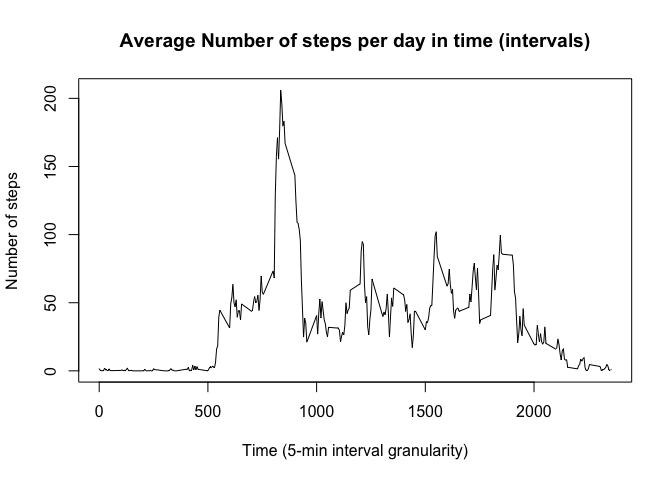 Average Number of steps per day in time (intervals)
Number of steps
200
150
100
50
0
0 500 1000 1500 2000
Time (5-min interval granularity)